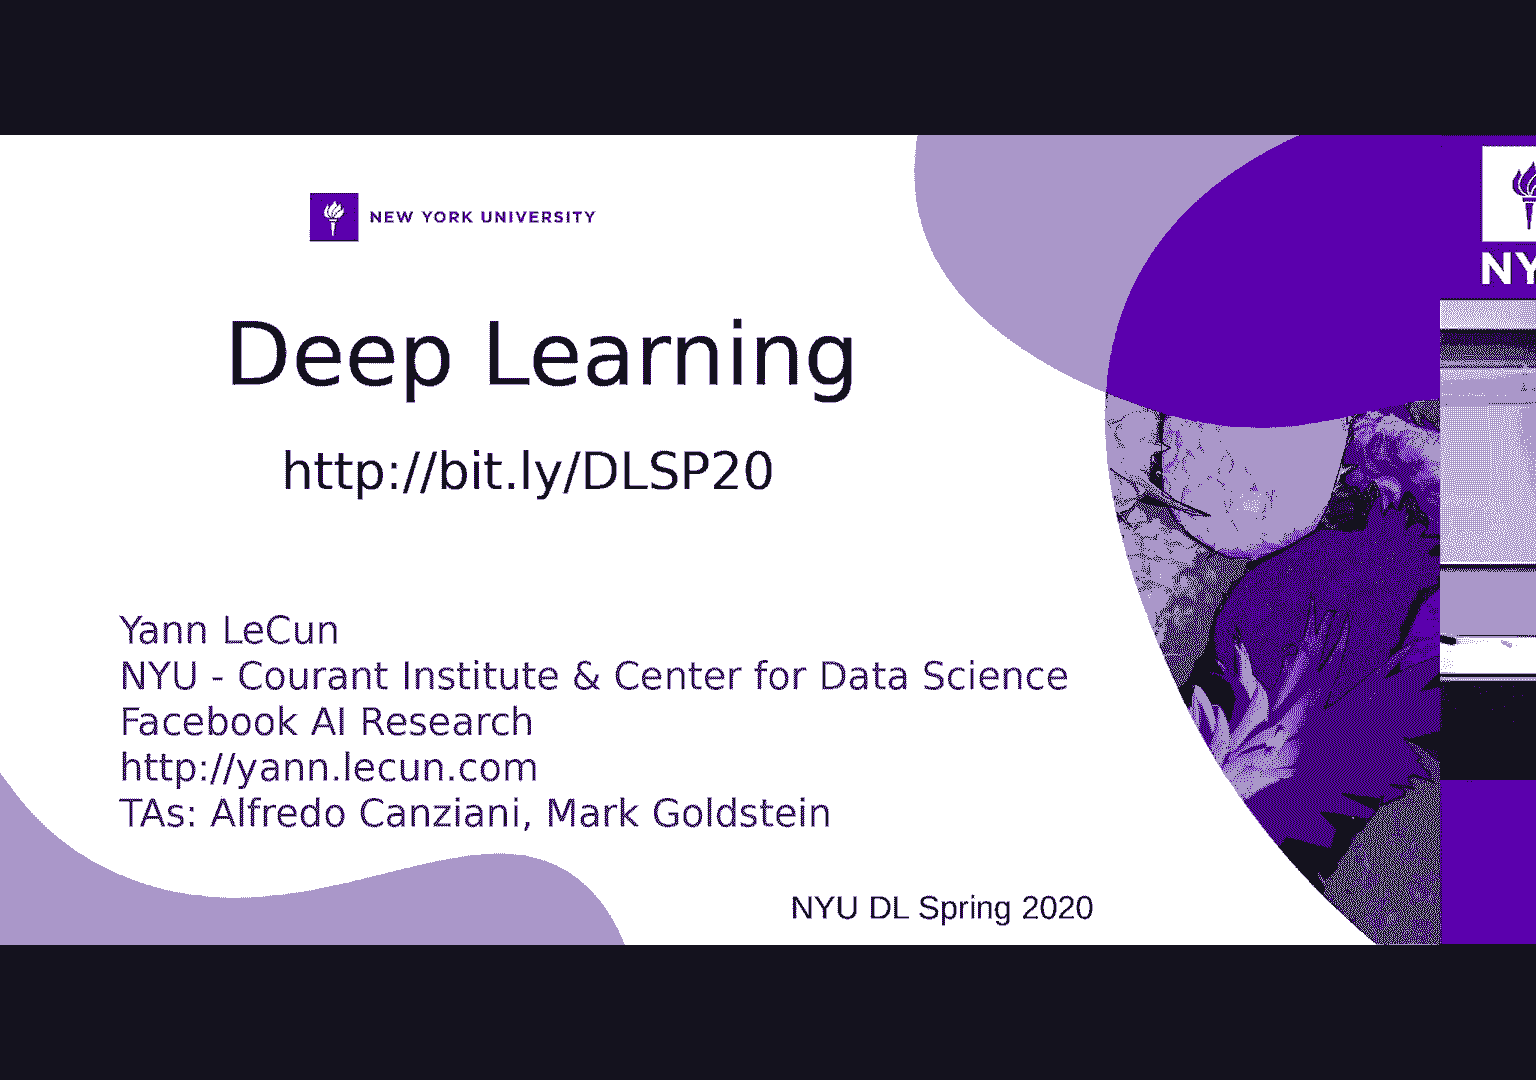 NEW YORK UNIVERSITY
Deep Learning
http://bit.ly/DLSP20
Yann LeCun
NYU - Courant Institute & Center for Data Science
Facebook AI Research
http://yann.lecun.com
TAs: Alfredo Canziani, Mark Goldstein
NYU DL Spring 2020
NY